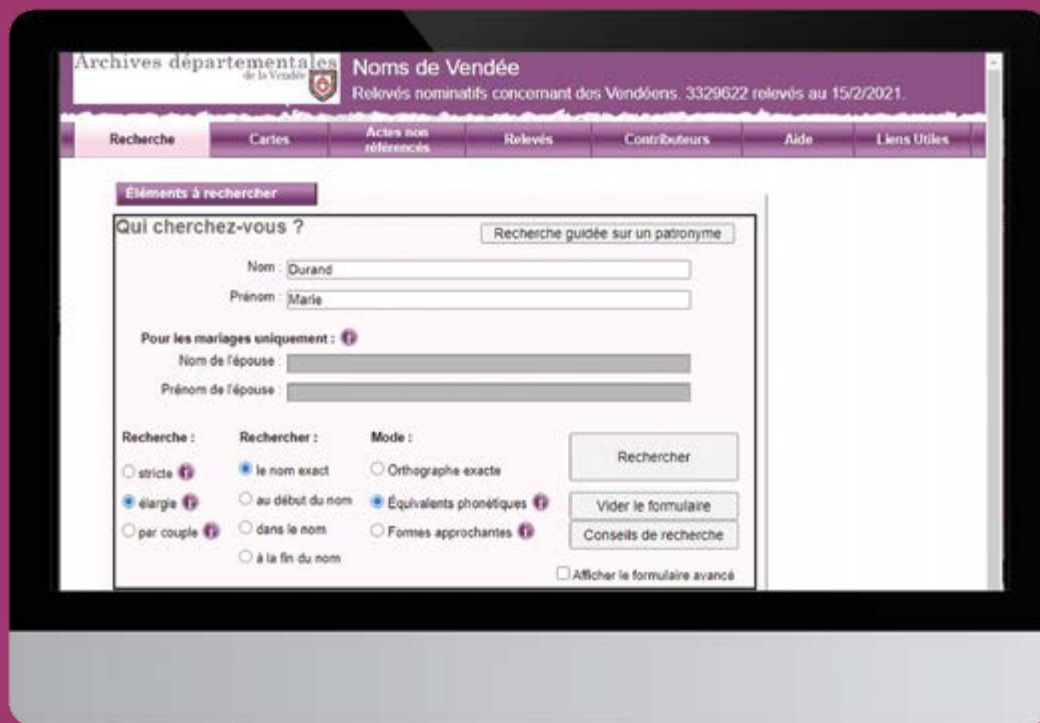 Archives départementales
de la Vendée
Noms de Vendée
Relevés nominatifs concernant des Vendéens. 3329622 relevés au 15/2/2021.
Recherche
Cartes
Actes non
référencés
Relevés
Contributeurs
Aide
Liens Utiles
Éléments à rechercher
Qui cherchez-vous ?
Recherche guidée sur un patronyme
Nom : Durand
Prénom : Marie
Pour les mariages uniquement :
Nom de l'épouse :
Prénom de l'épouse :
Recherche :
stricte
élargie
par couple
Rechercher :
le nom exact
au début du nom
dans le nom
à la fin du nom
Mode :
Orthographe exacte
Équivalents phonétiques
Formes approchantes
Rechercher
Vider le formulaire
Conseils de recherche
Afficher le formulaire avancé